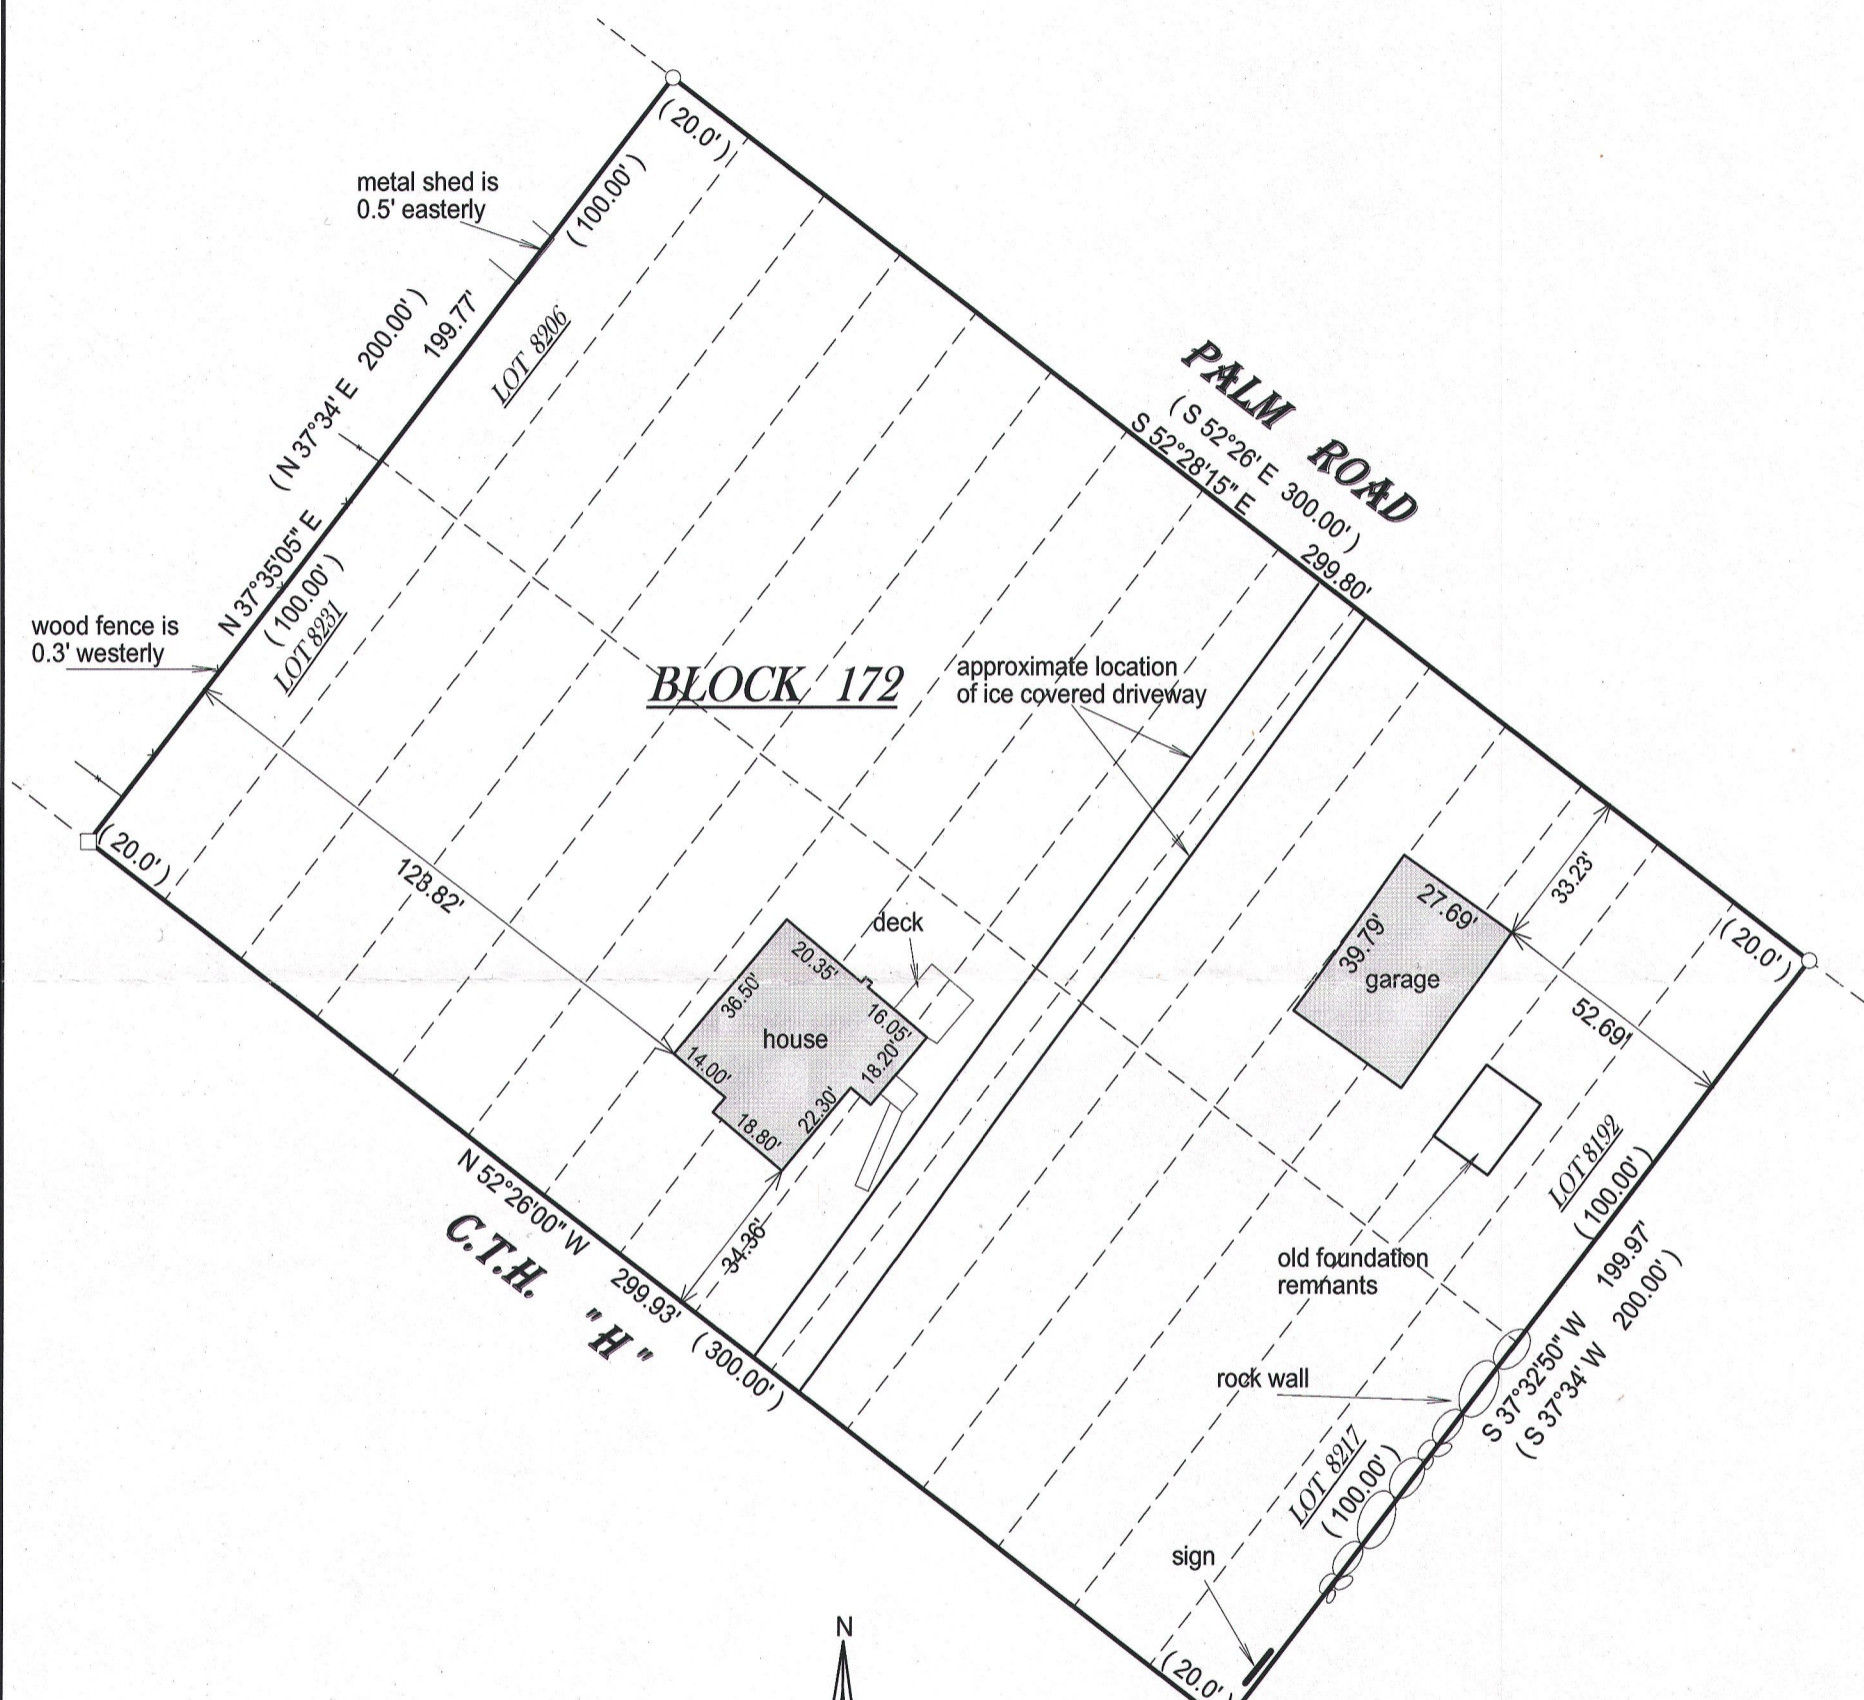 ( 20.0' )
( 100.00' )
metal shed is
0.5' easterly
( N 37°34' E 200.00' )
199.77'
LOT 8206
PALM ROAD
( S 52°26' E 300.00' )
S 52°28'15" E
299.80'
N 37°35'05" E
( 100.00' )
LOT 8231
wood fence is
0.3' westerly
BLOCK 172
approximate location
of ice covered driveway
( 20.0' )
128.82'
deck
20.35'
36.50'
house
16.05'
18.20'
14.00'
22.30'
18.80'
34.36'
27.69'
39.79'
garage
33.23'
( 20.0' )
52.69'
LOT 8192
( 100.00' )
old foundation
remnants
199.97'
S 37°32'50" W
( S 37°34' W 200.00' )
N 52°26'00" W 299.93' ( 300.00' )
C.T.H. "H"
rock wall
LOT 8217
( 100.00' )
sign
( 20.0' )
N